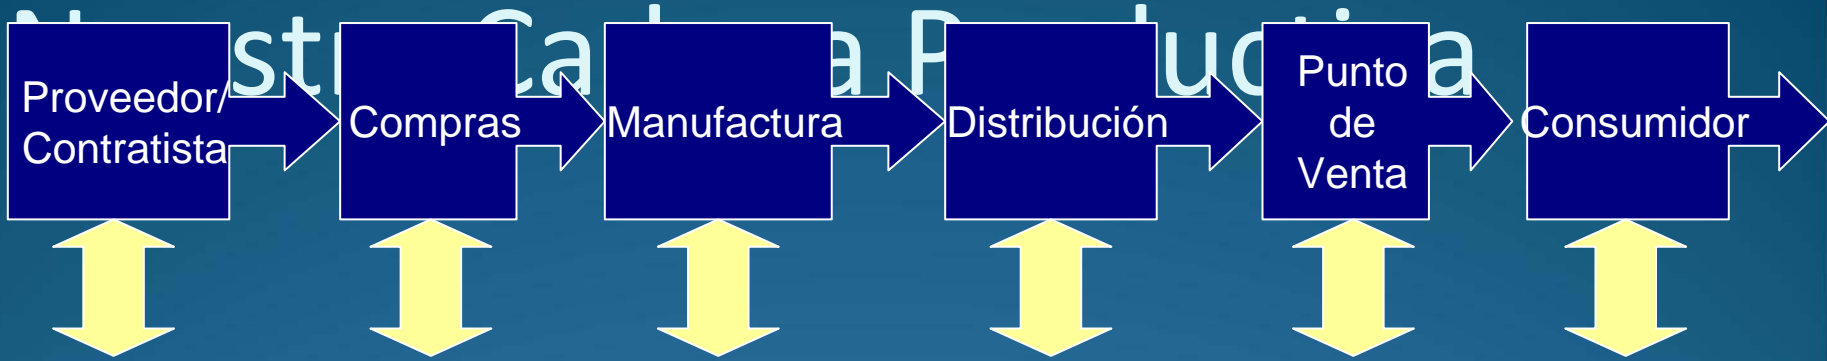 Proveedor/
Contratista
Compras
Manufactura
Distribución
Punto
de
Venta
Consumidor